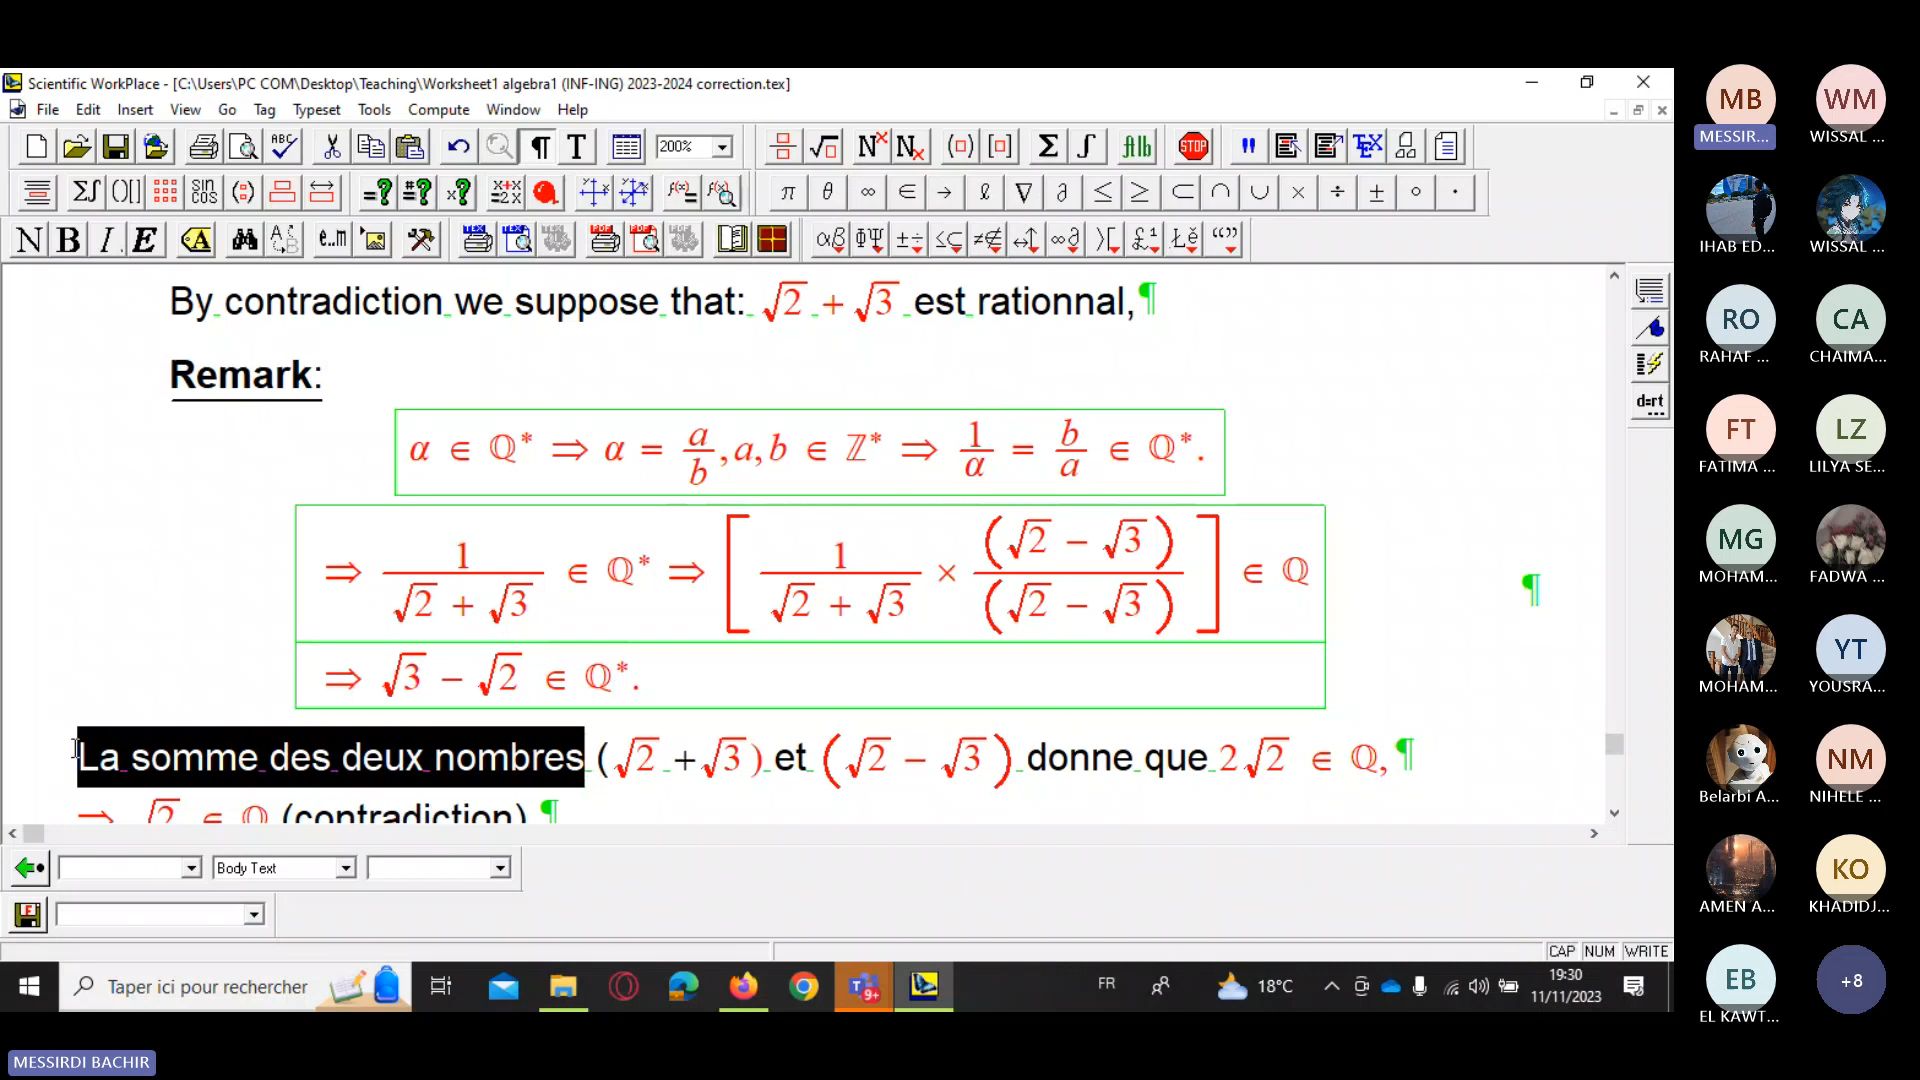 Scientific WorkPlace - [C:\Users\PC COM\Desktop\Teaching\Worksheet1 algebra1 (INF-ING) 2023-2024 correction.tex]
File Edit Insert View Go Tag Typeset Tools Compute Window Help
200%
By contradiction we suppose that: √2 + √3 est rationnal,¶
Remark:
α ∈ ℚ* ⇒ α = a/b, a, b ∈ ℤ* ⇒ 1/α = b/a ∈ ℚ*.
⇒ 1/(√2 + √3) ∈ ℚ* ⇒ [ 1/(√2 + √3) × (√2 − √3)/(√2 − √3) ] ∈ ℚ ¶
⇒ √3 − √2 ∈ ℚ*.
La somme des deux nombres (√2 +√3) et (√2 − √3) donne que 2√2 ∈ ℚ,¶
⇒ √2 ∈ ℚ (contradiction) ¶
Body Text
CAP NUM WRITE
Taper ici pour rechercher
FR
18°C
19:30
11/11/2023
MB
MESSIR...
WM
WISSAL ...
IHAB ED...
WISSAL ...
RO
RAHAF ...
CA
CHAIMA...
FT
FATIMA ...
LZ
LILYA SE...
MG
MOHAM...
FADWA ...
MOHAM...
YT
YOUSRA...
Belarbi A...
NM
NIHELE ...
AMEN A...
KO
KHADIDJ...
EB
EL KAWT...
+8
MESSIRDI BACHIR